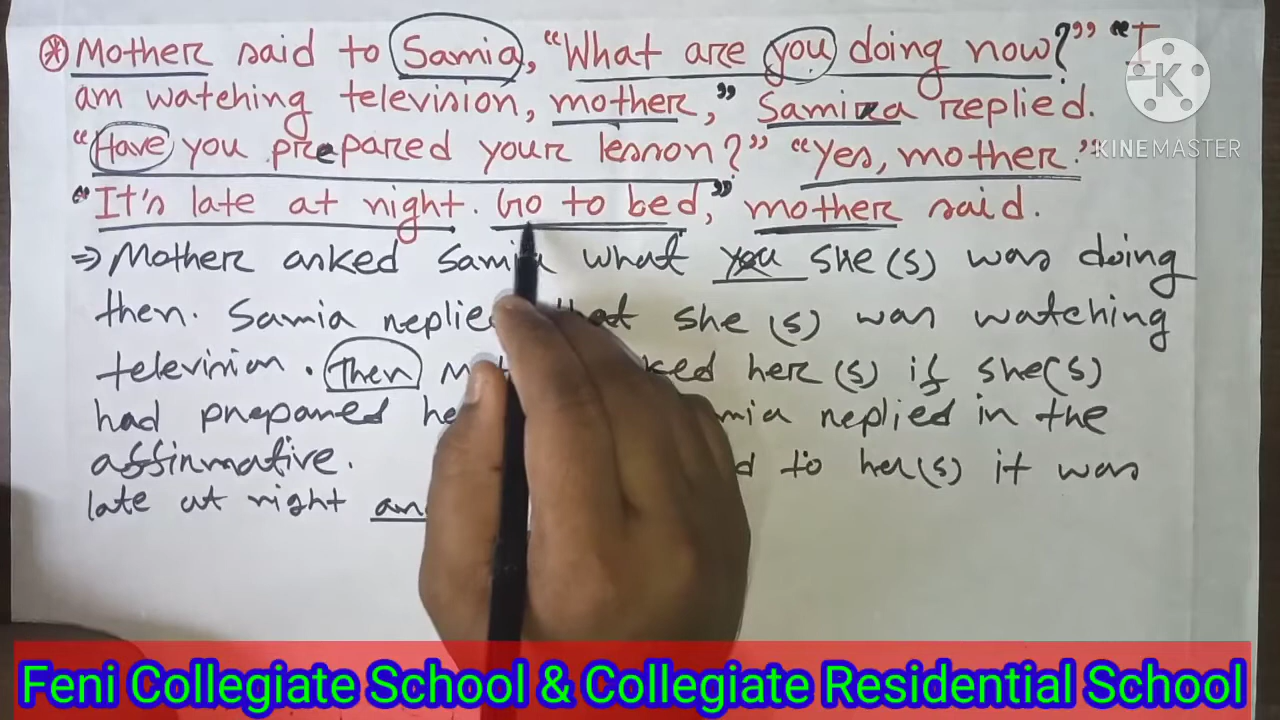 * Mother said to Samia, "What are you doing now?" "I
am watching television, mother," Samira replied.
"Have you prepared your lesson?" "Yes, mother."
"It's late at night. Go to bed," mother said.
⇒ Mother asked Samia what you she (s) was doing
then. Samia replied that she (s) was watching
television. Then asked her (s) if she (s)
had prepared Samia replied in the
affirmative. to her (s) it was
late at night and
K
KINEMASTER
Feni Collegiate School & Collegiate Residential School